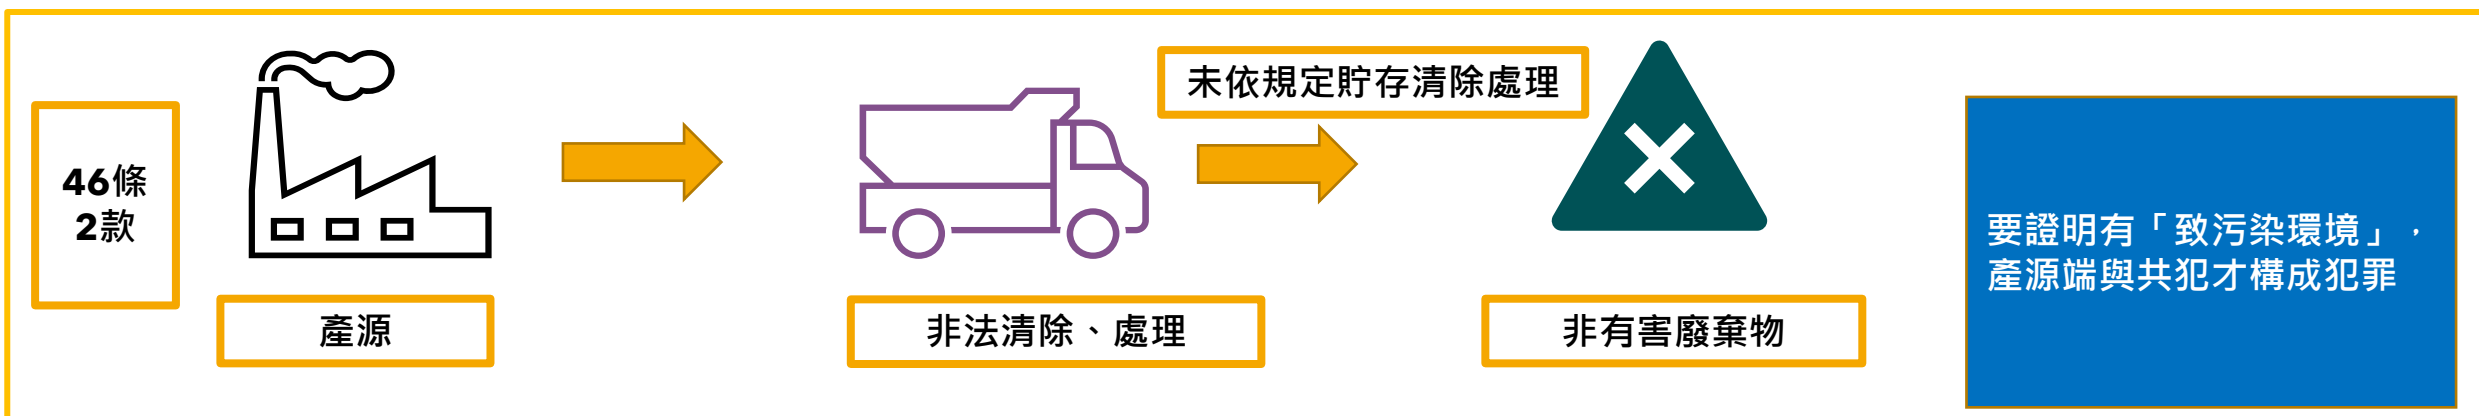 46條
2款
產源
非法清除、處理
未依規定貯存清除處理
非有害廢棄物
要證明有「致污染環境」，
產源端與共犯才構成犯罪